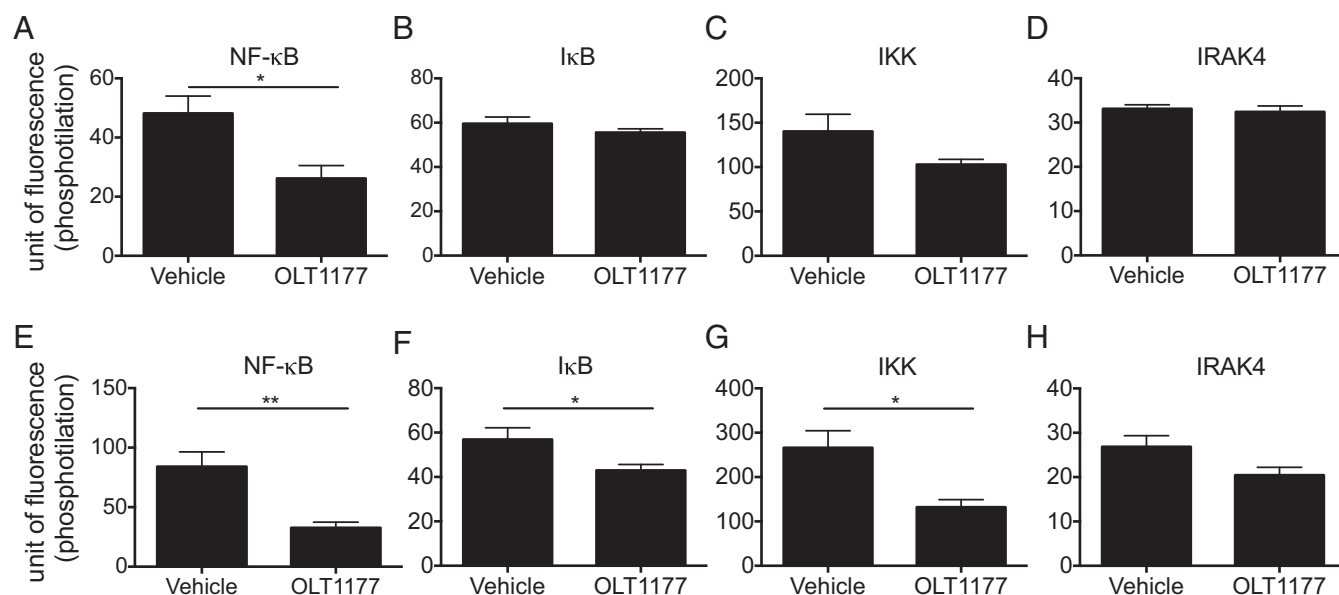 A
NF-κB
*
unit of fluorescence
(phosphotilation)
60
40
20
0
Vehicle OLT1177
B
IκB
80
60
40
20
0
Vehicle OLT1177
C
IKK
200
150
100
50
0
Vehicle OLT1177
D
IRAK4
40
30
20
10
0
Vehicle OLT1177
E
NF-κB
**
unit of fluorescence
(phosphotilation)
150
100
50
0
Vehicle OLT1177
F
IκB
*
80
60
40
20
0
Vehicle OLT1177
G
IKK
*
400
300
200
100
0
Vehicle OLT1177
H
IRAK4
40
30
20
10
0
Vehicle OLT1177